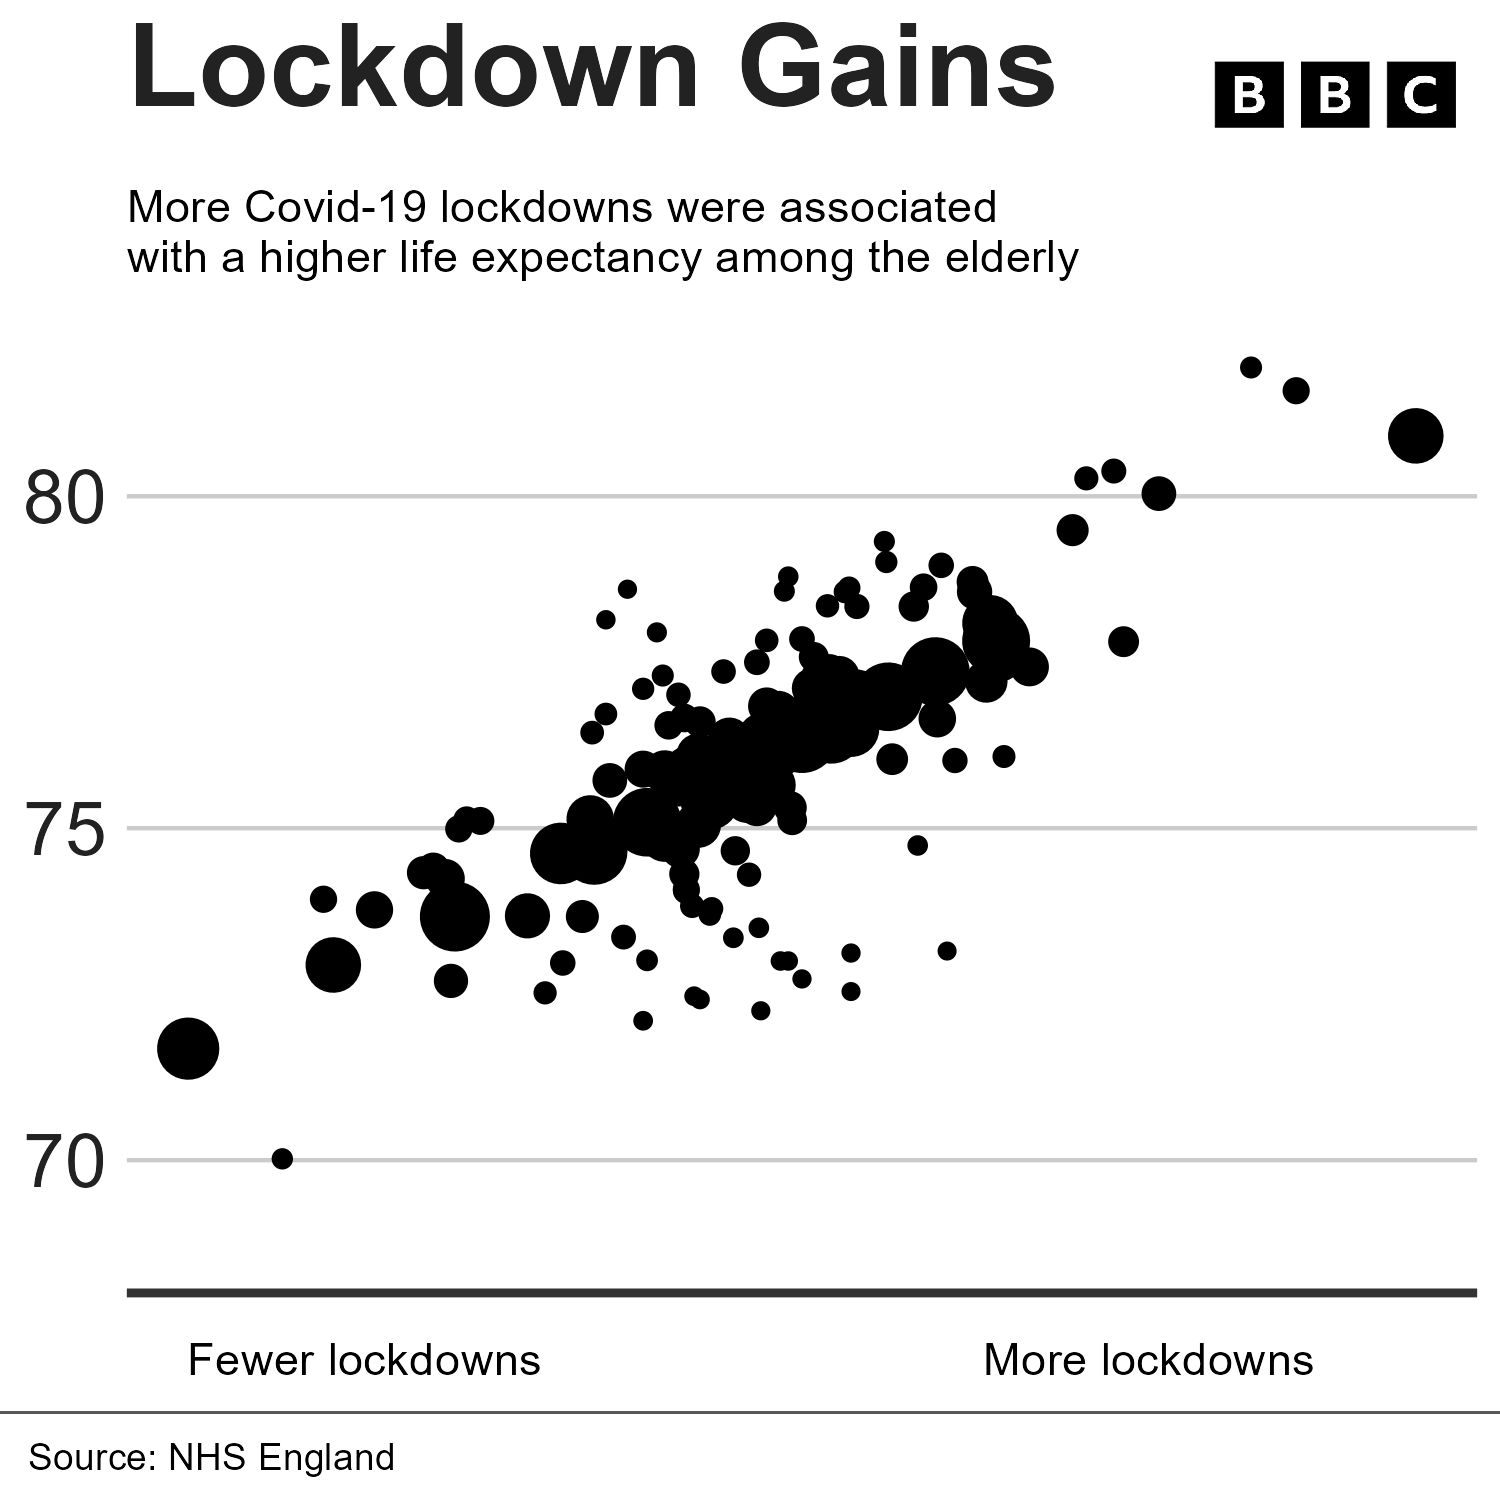 Lockdown Gains
BBC
More Covid-19 lockdowns were associated
with a higher life expectancy among the elderly
80
75
70
Fewer lockdowns
More lockdowns
Source: NHS England